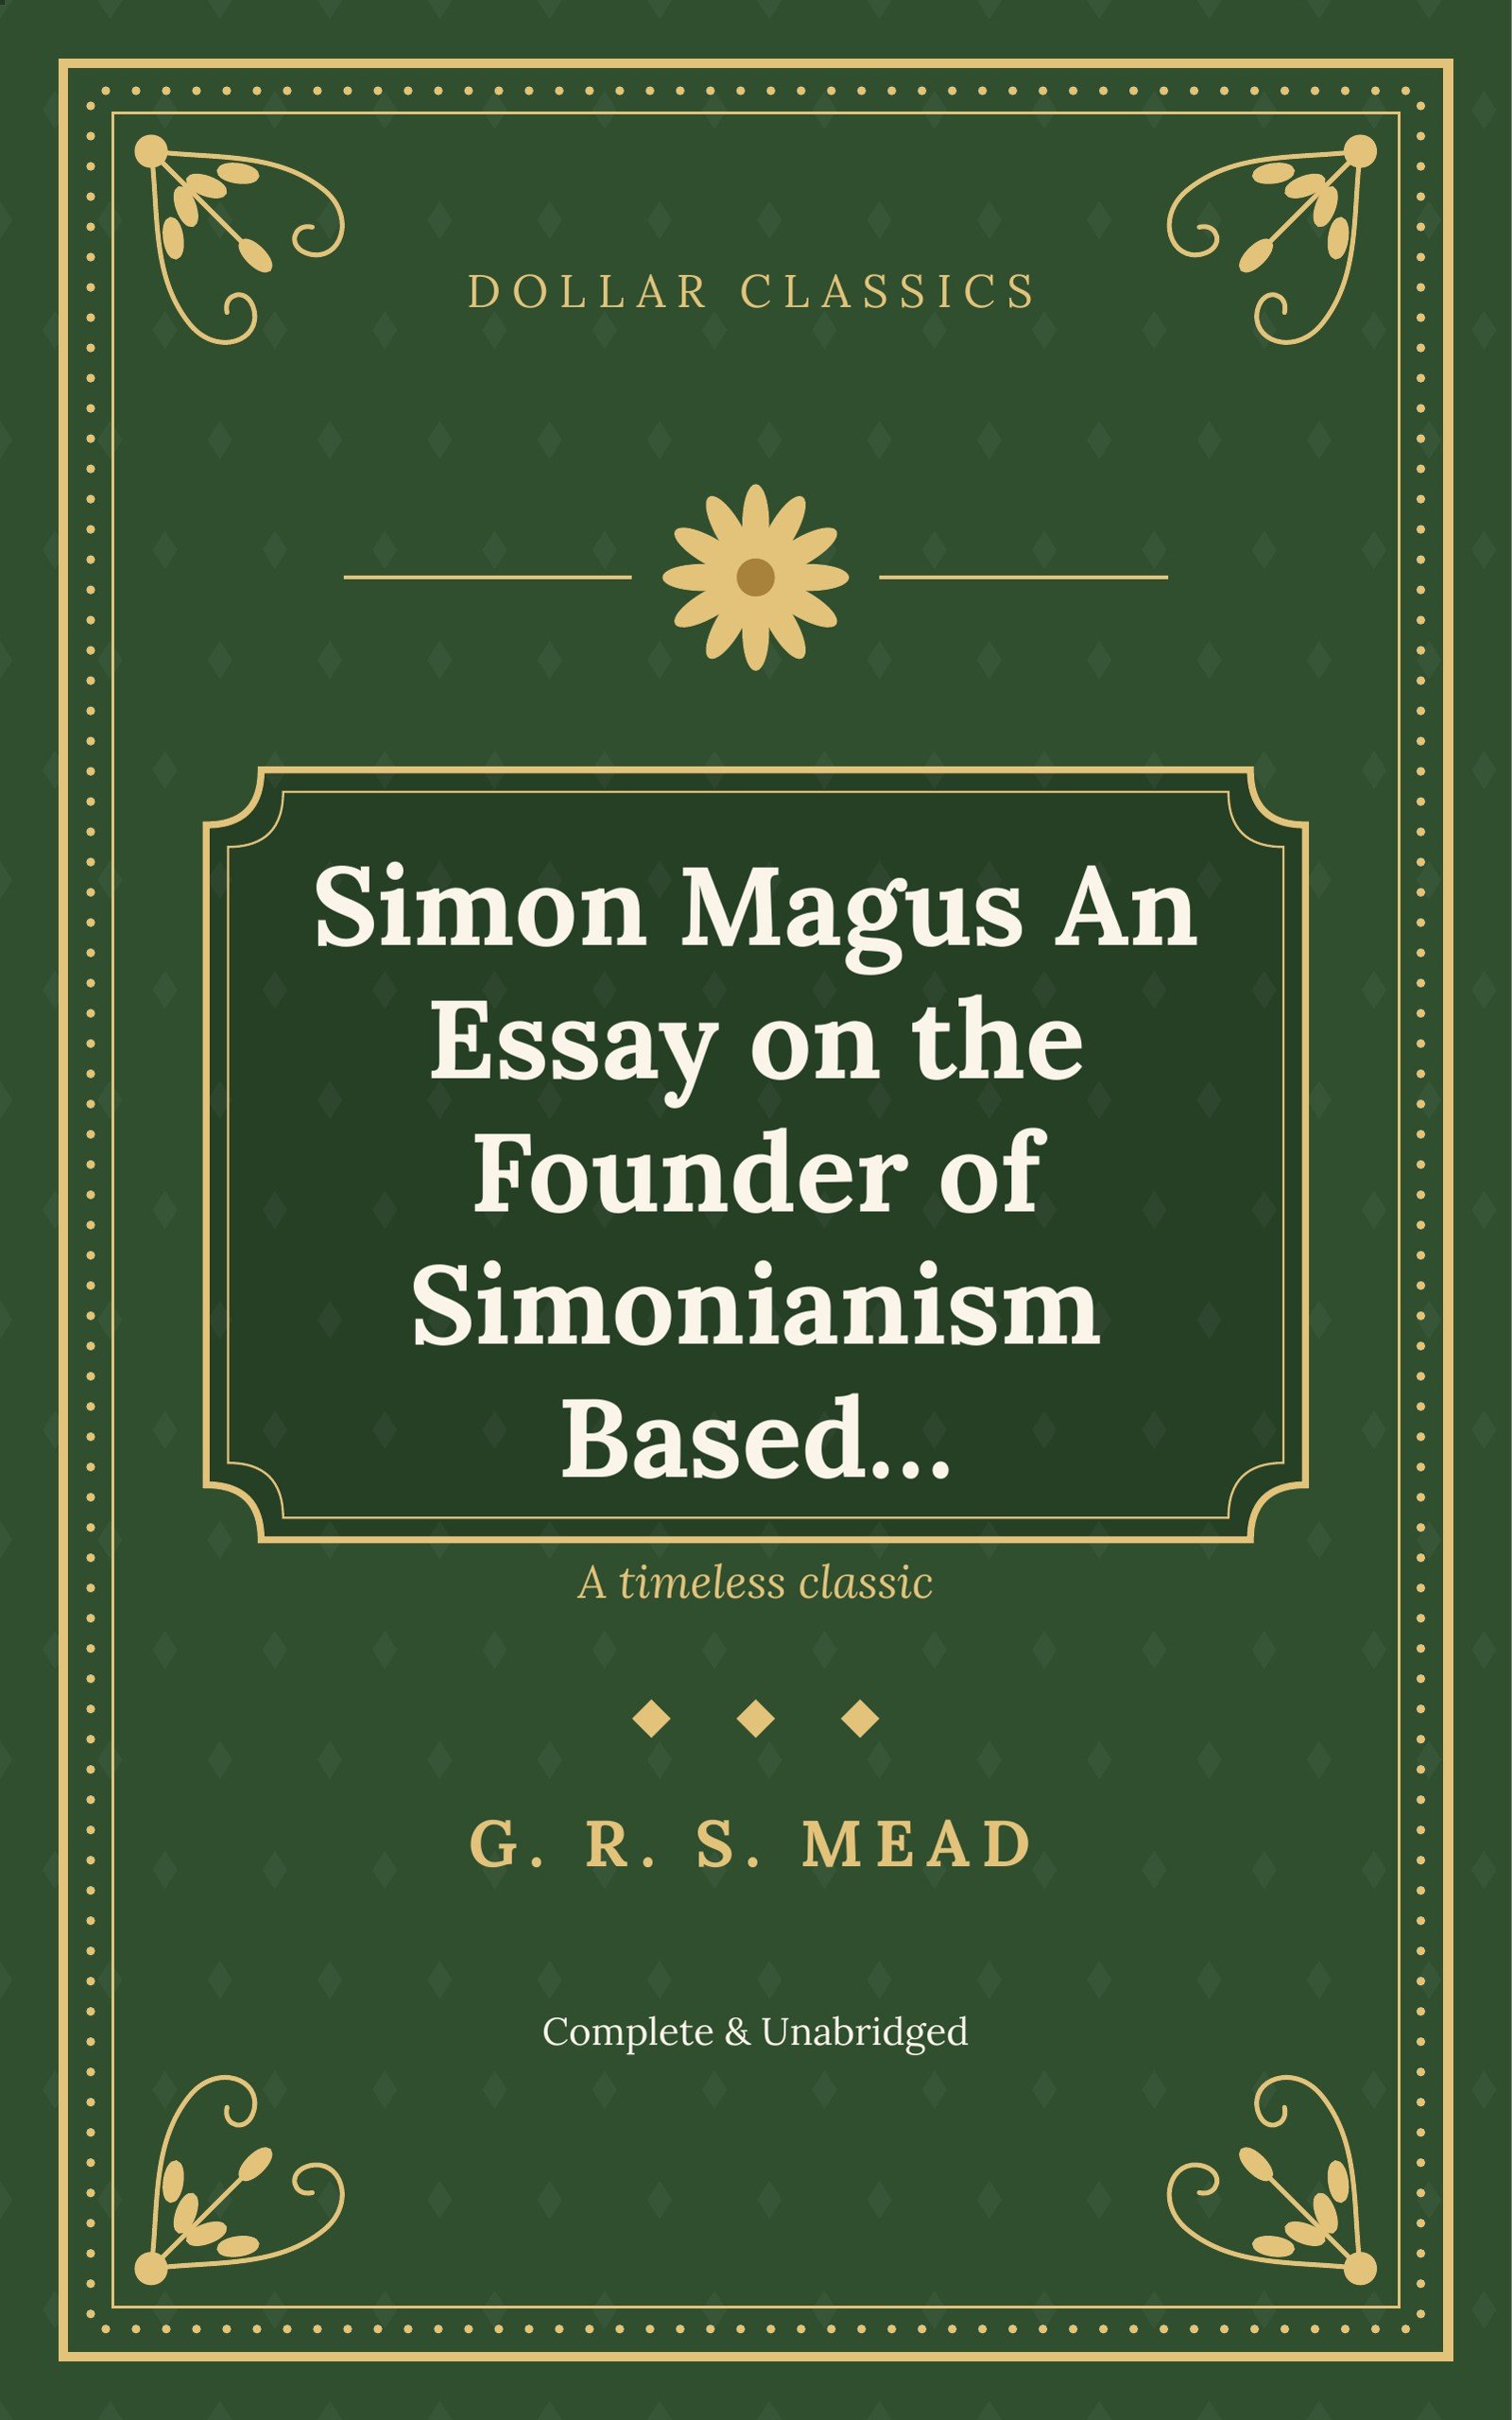 DOLLAR CLASSICS
Simon Magus An
Essay on the
Founder of
Simonianism
Based...
A timeless classic
G. R. S. MEAD
Complete & Unabridged